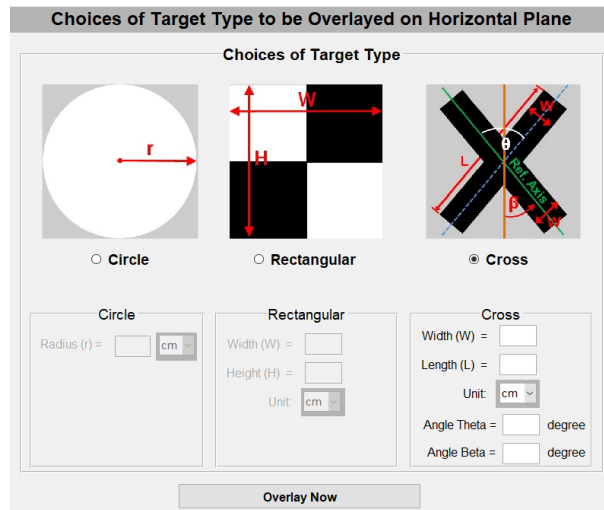 Choices of Target Type to be Overlayed on Horizontal Plane
Choices of Target Type
r
W
H
W
θ
L
Ref. Axis
β
W
Circle
Rectangular
Cross
Circle
Radius (r) =
cm
Rectangular
Width (W) =
Height (H) =
Unit:
cm
Cross
Width (W) =
Length (L) =
Unit:
cm
Angle Theta =
degree
Angle Beta =
degree
Overlay Now